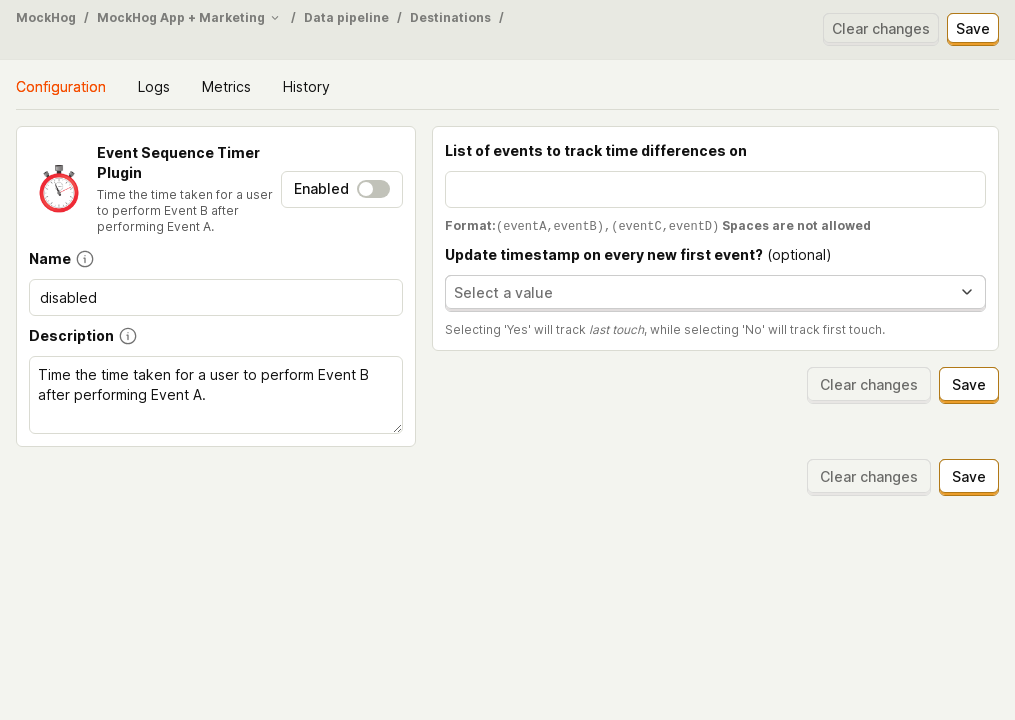 MockHog / MockHog App + Marketing / Data pipeline / Destinations /
Clear changes Save
Configuration Logs Metrics History
Event Sequence Timer
Plugin
Time the time taken for a user
to perform Event B after
performing Event A.
Enabled
Name
disabled
Description
Time the time taken for a user to perform Event B
after performing Event A.
List of events to track time differences on
Format:(eventA,eventB),(eventC,eventD) Spaces are not allowed
Update timestamp on every new first event? (optional)
Select a value
Selecting 'Yes' will track last touch, while selecting 'No' will track first touch.
Clear changes Save
Clear changes Save